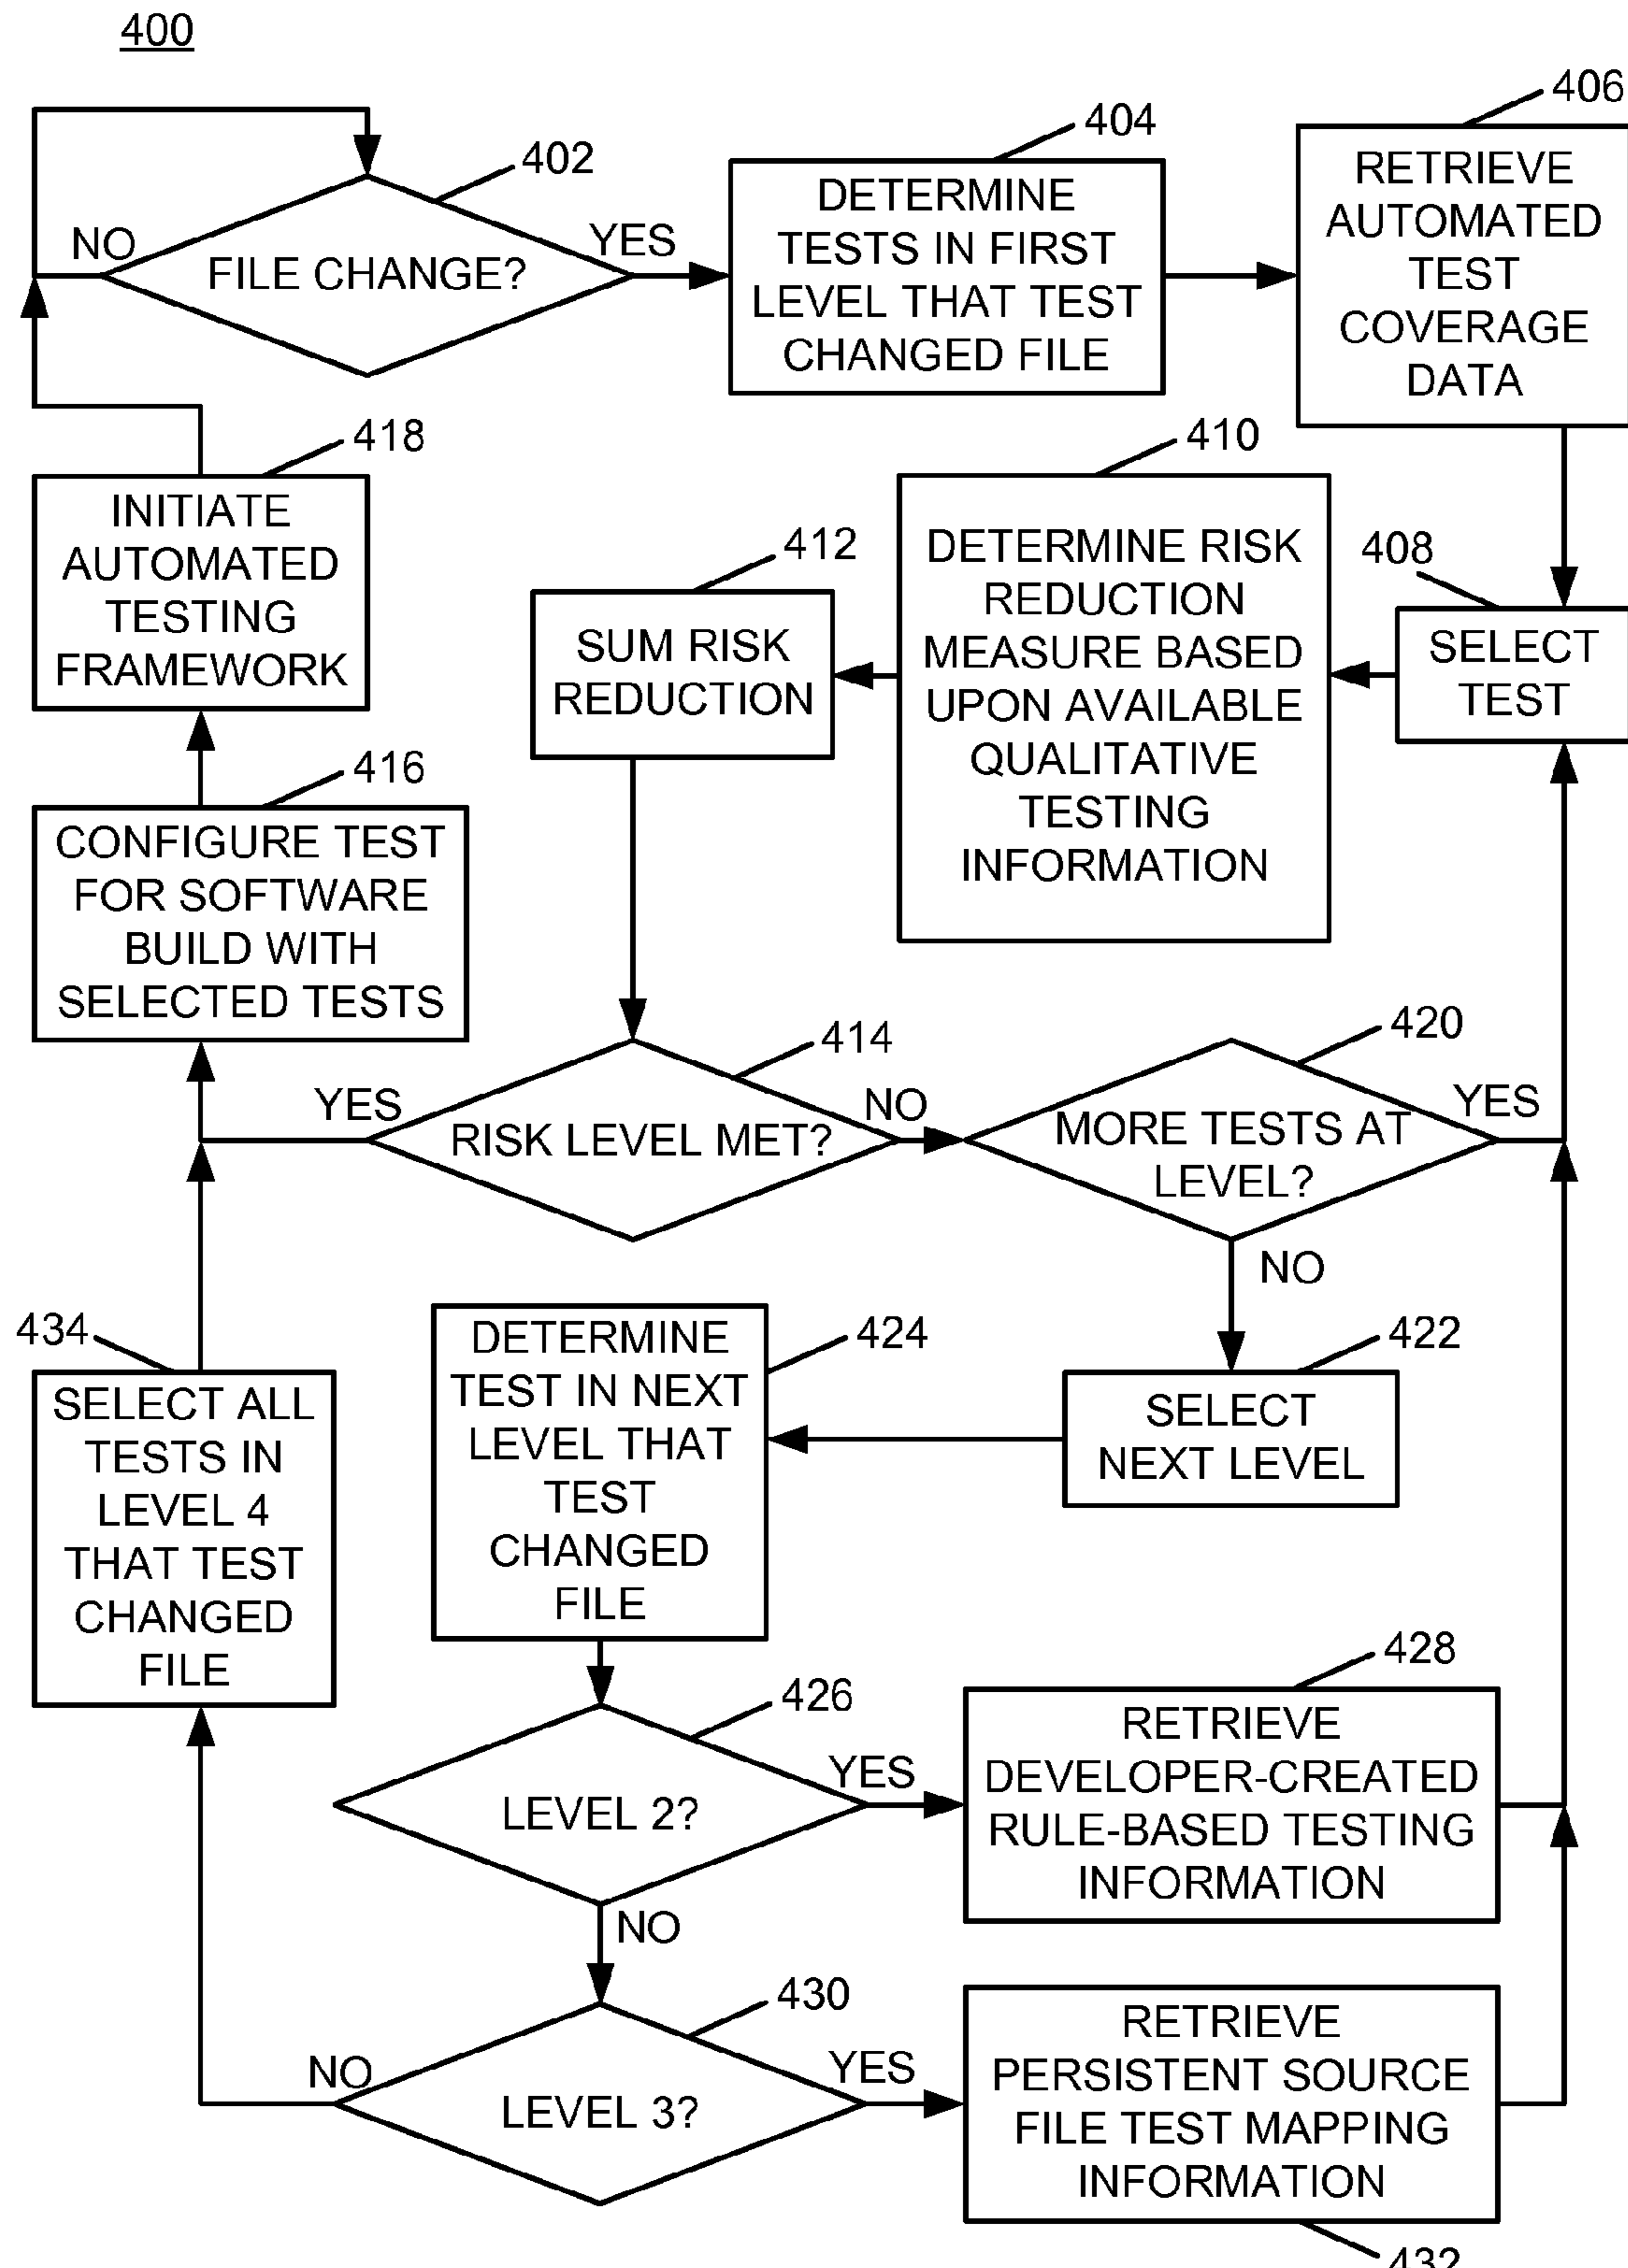 400
402
NO
YES
FILE CHANGE?
404
DETERMINE
TESTS IN FIRST
LEVEL THAT TEST
CHANGED FILE
406
RETRIEVE
AUTOMATED
TEST
COVERAGE
DATA
408
SELECT
TEST
410
DETERMINE RISK
REDUCTION
MEASURE BASED
UPON AVAILABLE
QUALITATIVE
TESTING
INFORMATION
412
SUM RISK
REDUCTION
418
INITIATE
AUTOMATED
TESTING
FRAMEWORK
416
CONFIGURE TEST
FOR SOFTWARE
BUILD WITH
SELECTED TESTS
414
YES
NO
RISK LEVEL MET?
420
YES
MORE TESTS AT
LEVEL?
NO
422
SELECT
NEXT LEVEL
424
DETERMINE
TEST IN NEXT
LEVEL THAT
TEST
CHANGED
FILE
434
SELECT ALL
TESTS IN
LEVEL 4
THAT TEST
CHANGED
FILE
426
YES
LEVEL 2?
NO
428
RETRIEVE
DEVELOPER-CREATED
RULE-BASED TESTING
INFORMATION
430
NO
YES
LEVEL 3?
RETRIEVE
PERSISTENT SOURCE
FILE TEST MAPPING
INFORMATION
432